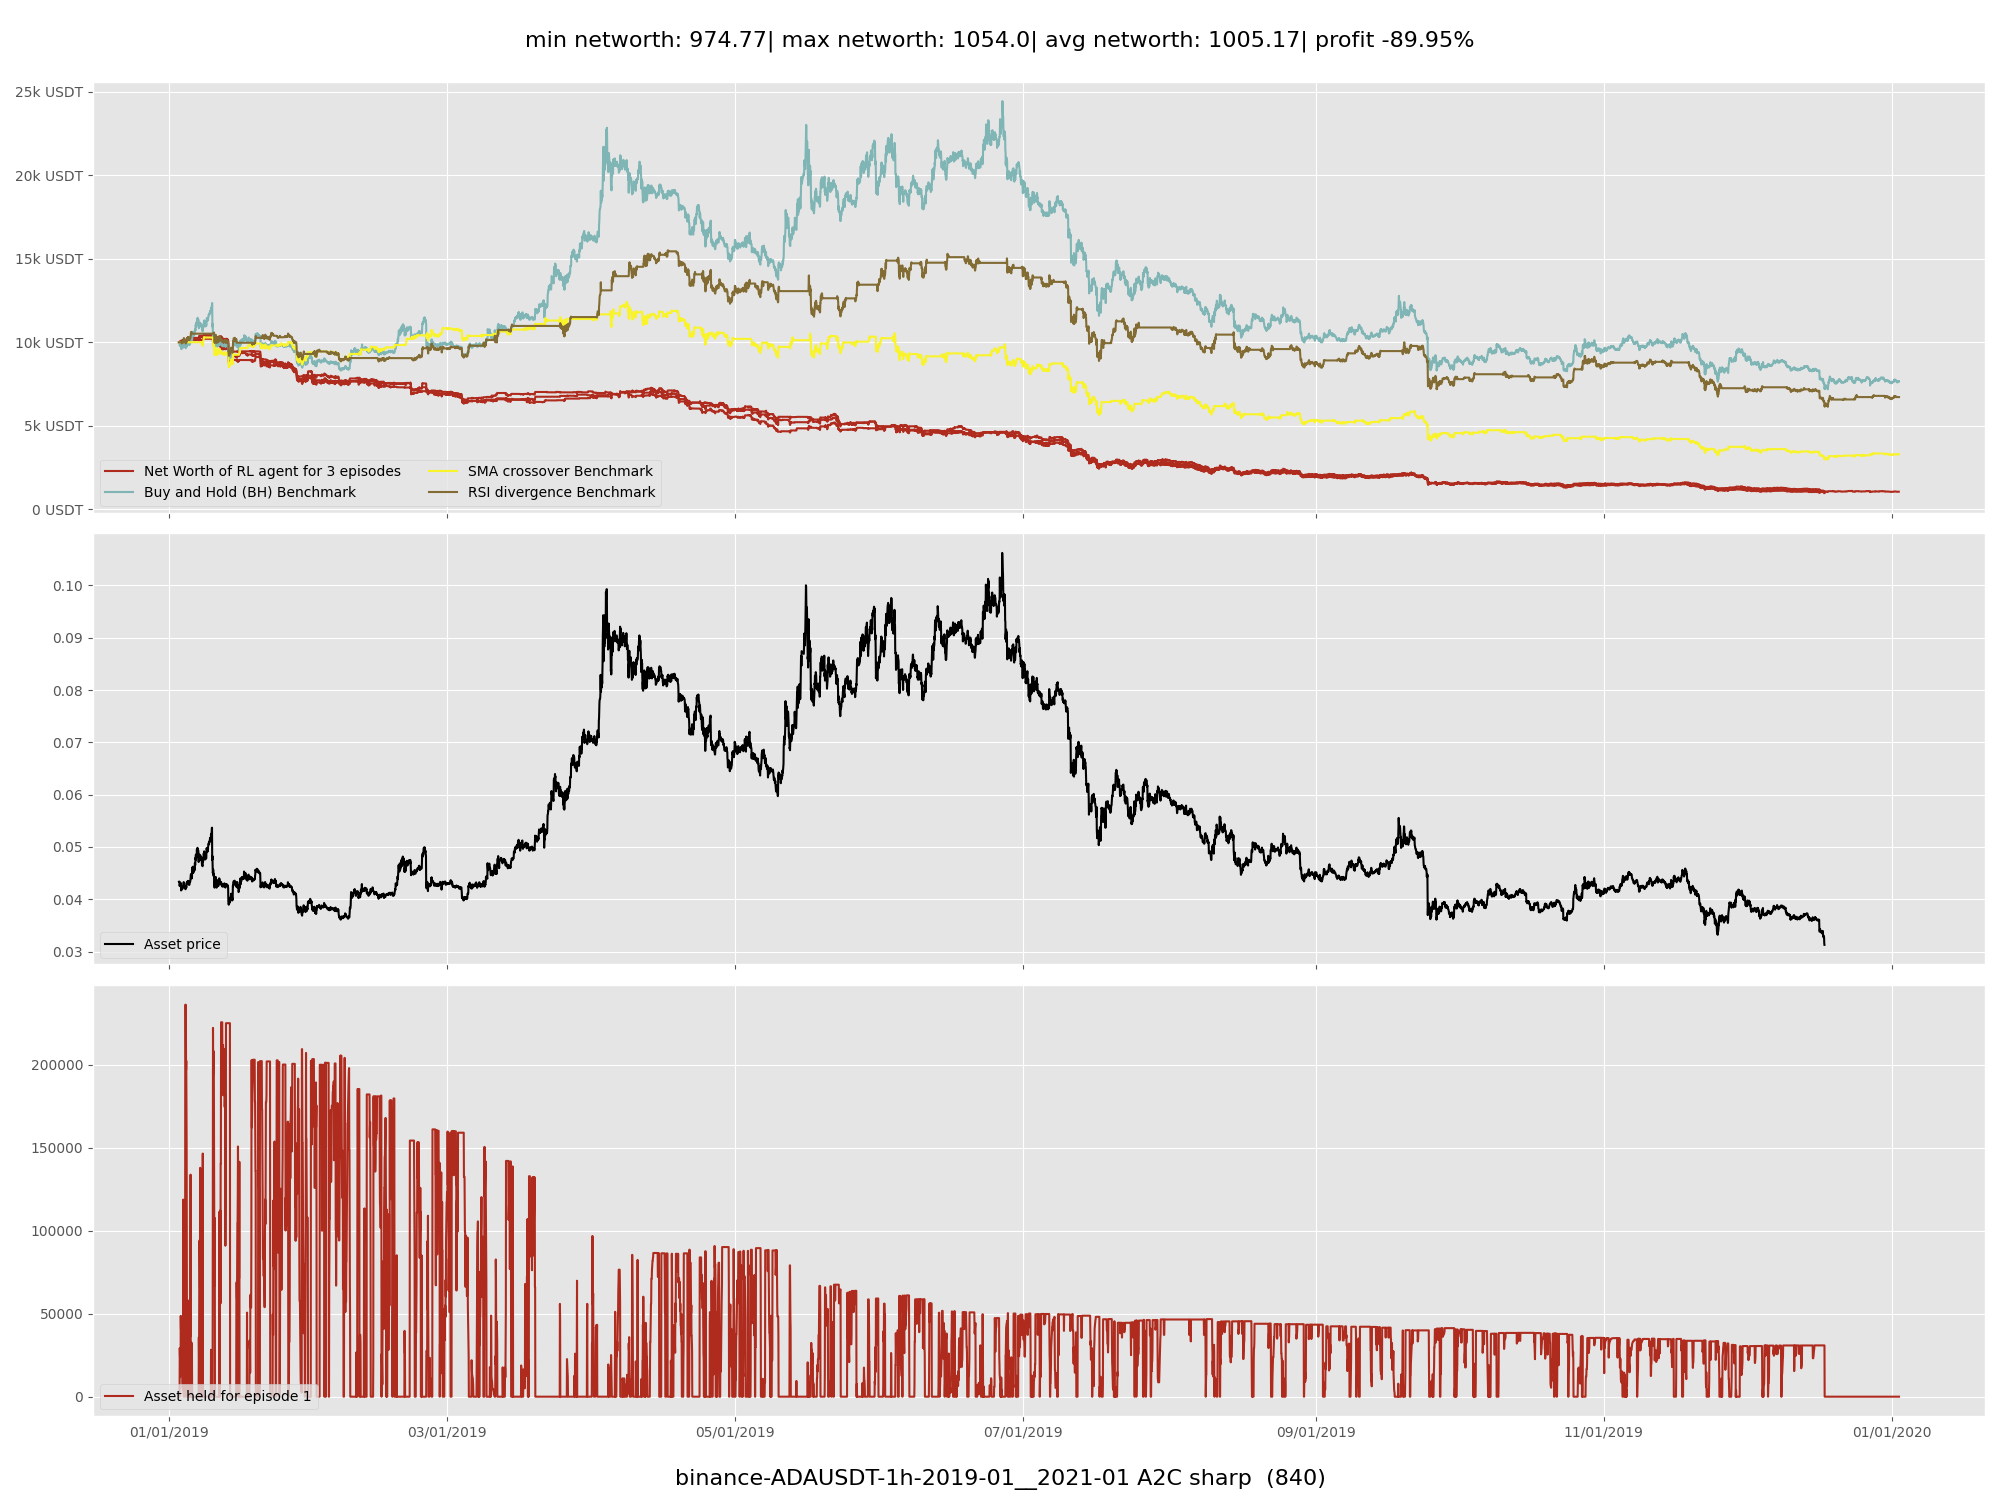 min networth: 974.77| max networth: 1054.0| avg networth: 1005.17| profit -89.95%
25k USDT
20k USDT
15k USDT
10k USDT
5k USDT
0 USDT
Net Worth of RL agent for 3 episodes
Buy and Hold (BH) Benchmark
SMA crossover Benchmark
RSI divergence Benchmark
0.10
0.09
0.08
0.07
0.06
0.05
0.04
0.03
Asset price
200000
150000
100000
50000
0
Asset held for episode 1
01/01/2019 03/01/2019 05/01/2019 07/01/2019 09/01/2019 11/01/2019 01/01/2020
binance-ADAUSDT-1h-2019-01__2021-01 A2C sharp (840)